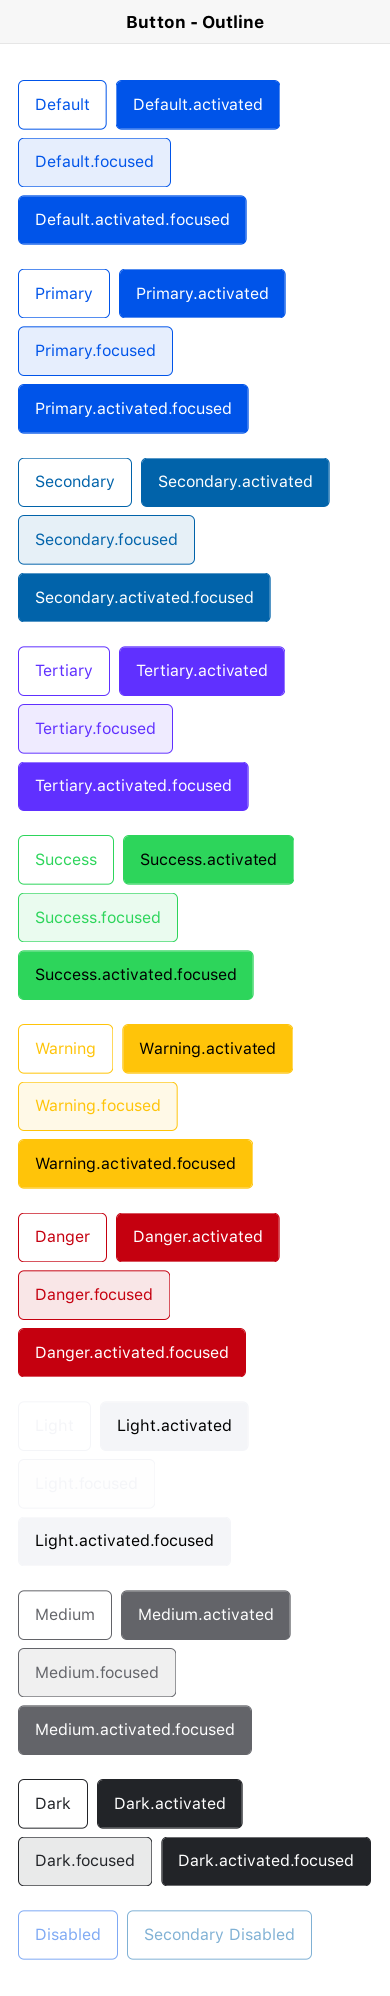 Button - Outline
Default Default.activated
Default.focused
Default.activated.focused
Primary Primary.activated
Primary.focused
Primary.activated.focused
Secondary Secondary.activated
Secondary.focused
Secondary.activated.focused
Tertiary Tertiary.activated
Tertiary.focused
Tertiary.activated.focused
Success Success.activated
Success.focused
Success.activated.focused
Warning Warning.activated
Warning.focused
Warning.activated.focused
Danger Danger.activated
Danger.focused
Danger.activated.focused
Light Light.activated
Light.focused
Light.activated.focused
Medium Medium.activated
Medium.focused
Medium.activated.focused
Dark Dark.activated
Dark.focused Dark.activated.focused
Disabled Secondary Disabled